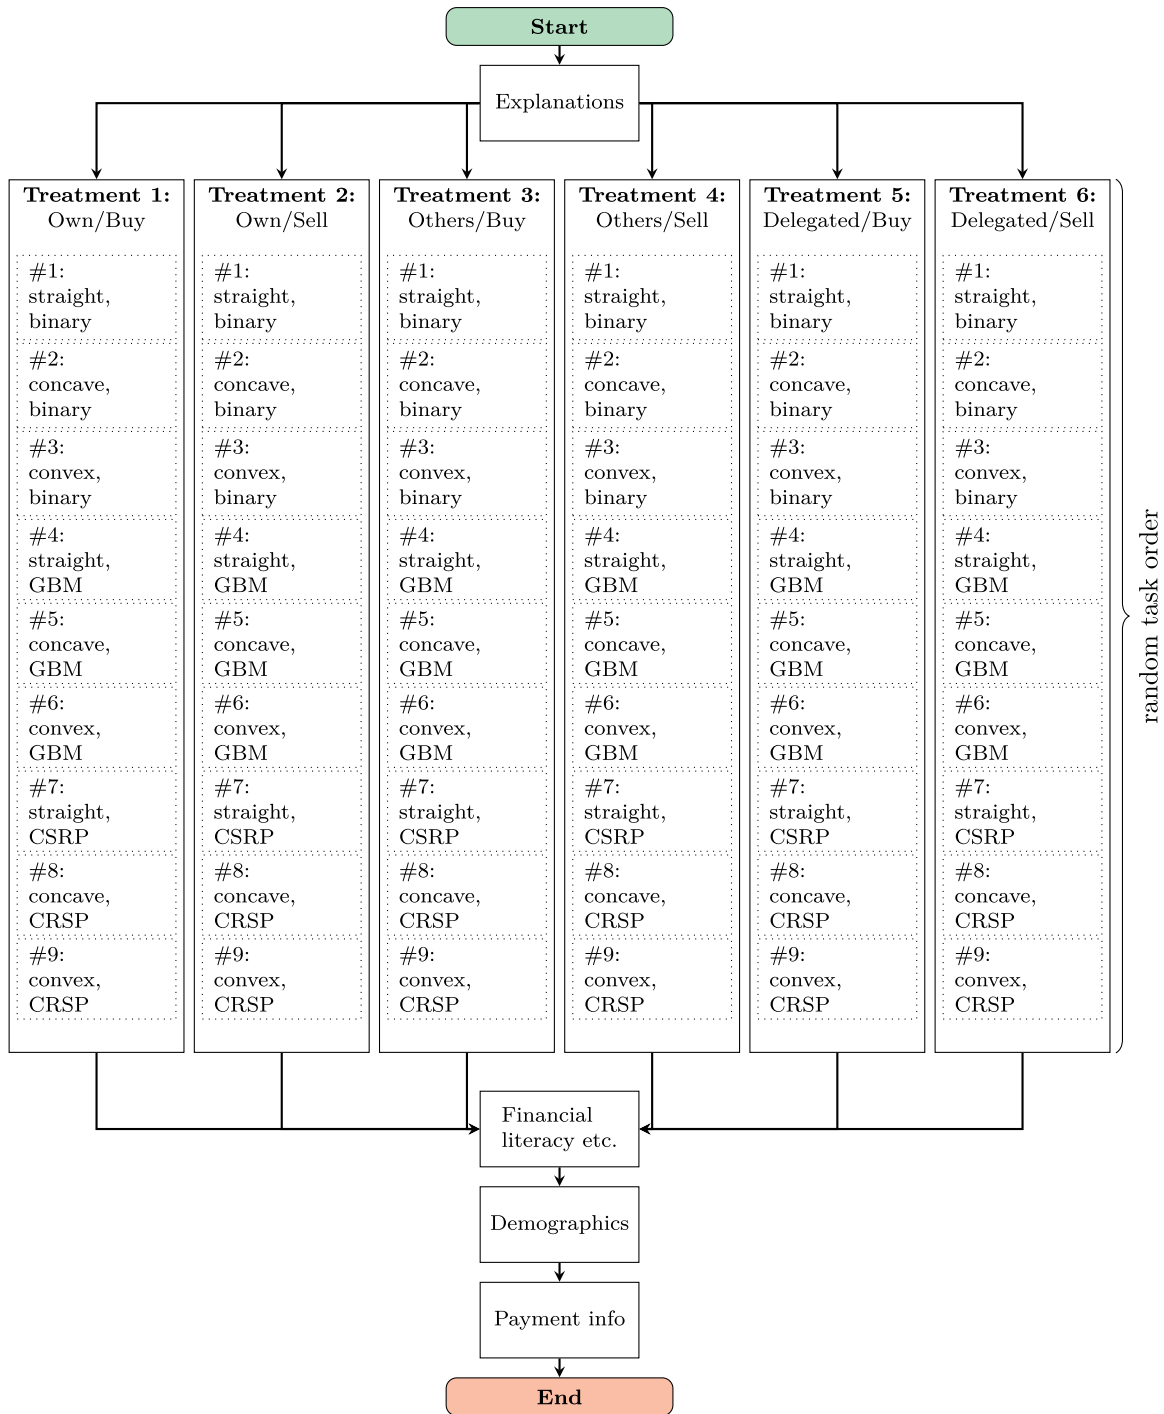 Start
Explanations
Treatment 1:
Own/Buy
#1:
straight,
binary
#2:
concave,
binary
#3:
convex,
binary
#4:
straight,
GBM
#5:
concave,
GBM
#6:
convex,
GBM
#7:
straight,
CSRP
#8:
concave,
CRSP
#9:
convex,
CRSP
Treatment 2:
Own/Sell
#1:
straight,
binary
#2:
concave,
binary
#3:
convex,
binary
#4:
straight,
GBM
#5:
concave,
GBM
#6:
convex,
GBM
#7:
straight,
CSRP
#8:
concave,
CRSP
#9:
convex,
CRSP
Treatment 3:
Others/Buy
#1:
straight,
binary
#2:
concave,
binary
#3:
convex,
binary
#4:
straight,
GBM
#5:
concave,
GBM
#6:
convex,
GBM
#7:
straight,
CSRP
#8:
concave,
CRSP
#9:
convex,
CRSP
Treatment 4:
Others/Sell
#1:
straight,
binary
#2:
concave,
binary
#3:
convex,
binary
#4:
straight,
GBM
#5:
concave,
GBM
#6:
convex,
GBM
#7:
straight,
CSRP
#8:
concave,
CRSP
#9:
convex,
CRSP
Treatment 5:
Delegated/Buy
#1:
straight,
binary
#2:
concave,
binary
#3:
convex,
binary
#4:
straight,
GBM
#5:
concave,
GBM
#6:
convex,
GBM
#7:
straight,
CSRP
#8:
concave,
CRSP
#9:
convex,
CRSP
Treatment 6:
Delegated/Sell
#1:
straight,
binary
#2:
concave,
binary
#3:
convex,
binary
#4:
straight,
GBM
#5:
concave,
GBM
#6:
convex,
GBM
#7:
straight,
CSRP
#8:
concave,
CRSP
#9:
convex,
CRSP
random task order
Financial
literacy etc.
Demographics
Payment info
End